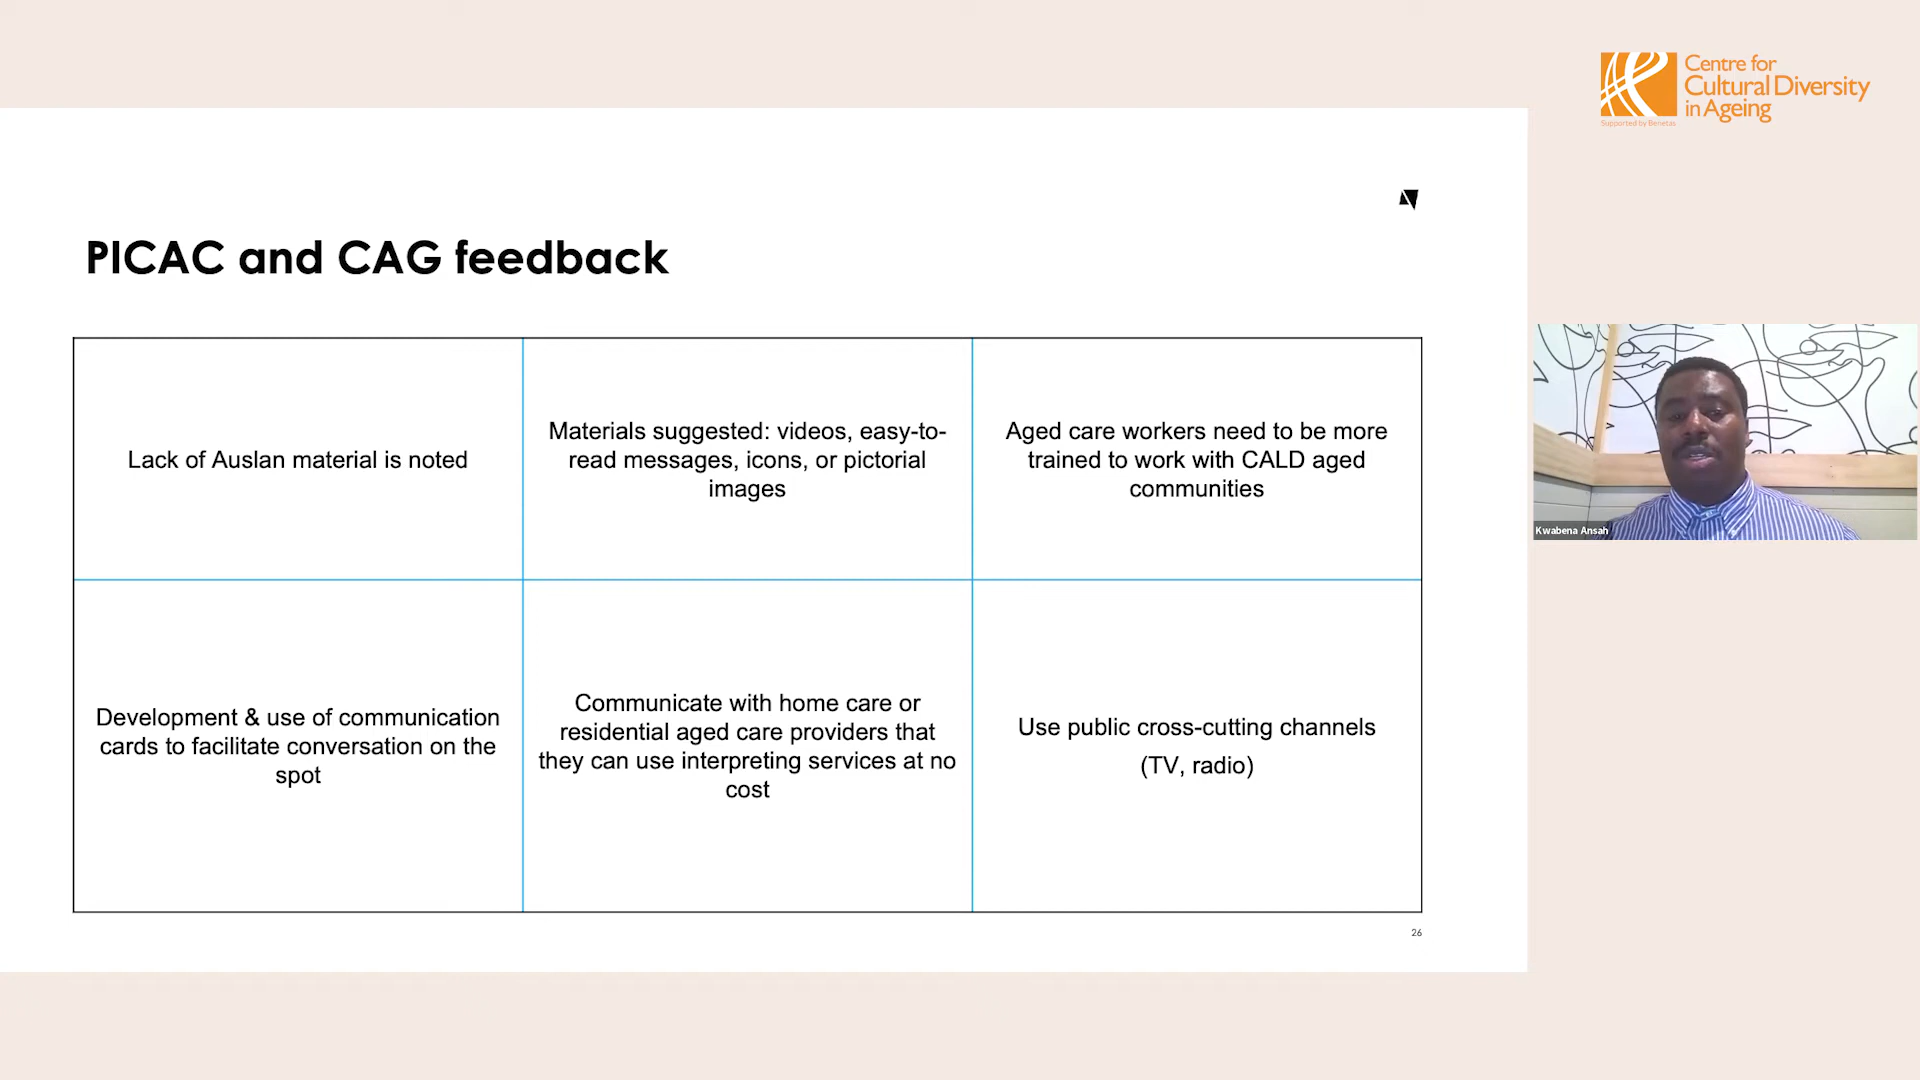 Centre for
Cultural Diversity
in Ageing
Supported by Benetas
PICAC and CAG feedback
Lack of Auslan material is noted
Materials suggested: videos, easy-to-
read messages, icons, or pictorial
images
Aged care workers need to be more
trained to work with CALD aged
communities
Development & use of communication
cards to facilitate conversation on the
spot
Communicate with home care or
residential aged care providers that
they can use interpreting services at no
cost
Use public cross-cutting channels
(TV, radio)
26
Kwabena Ansah